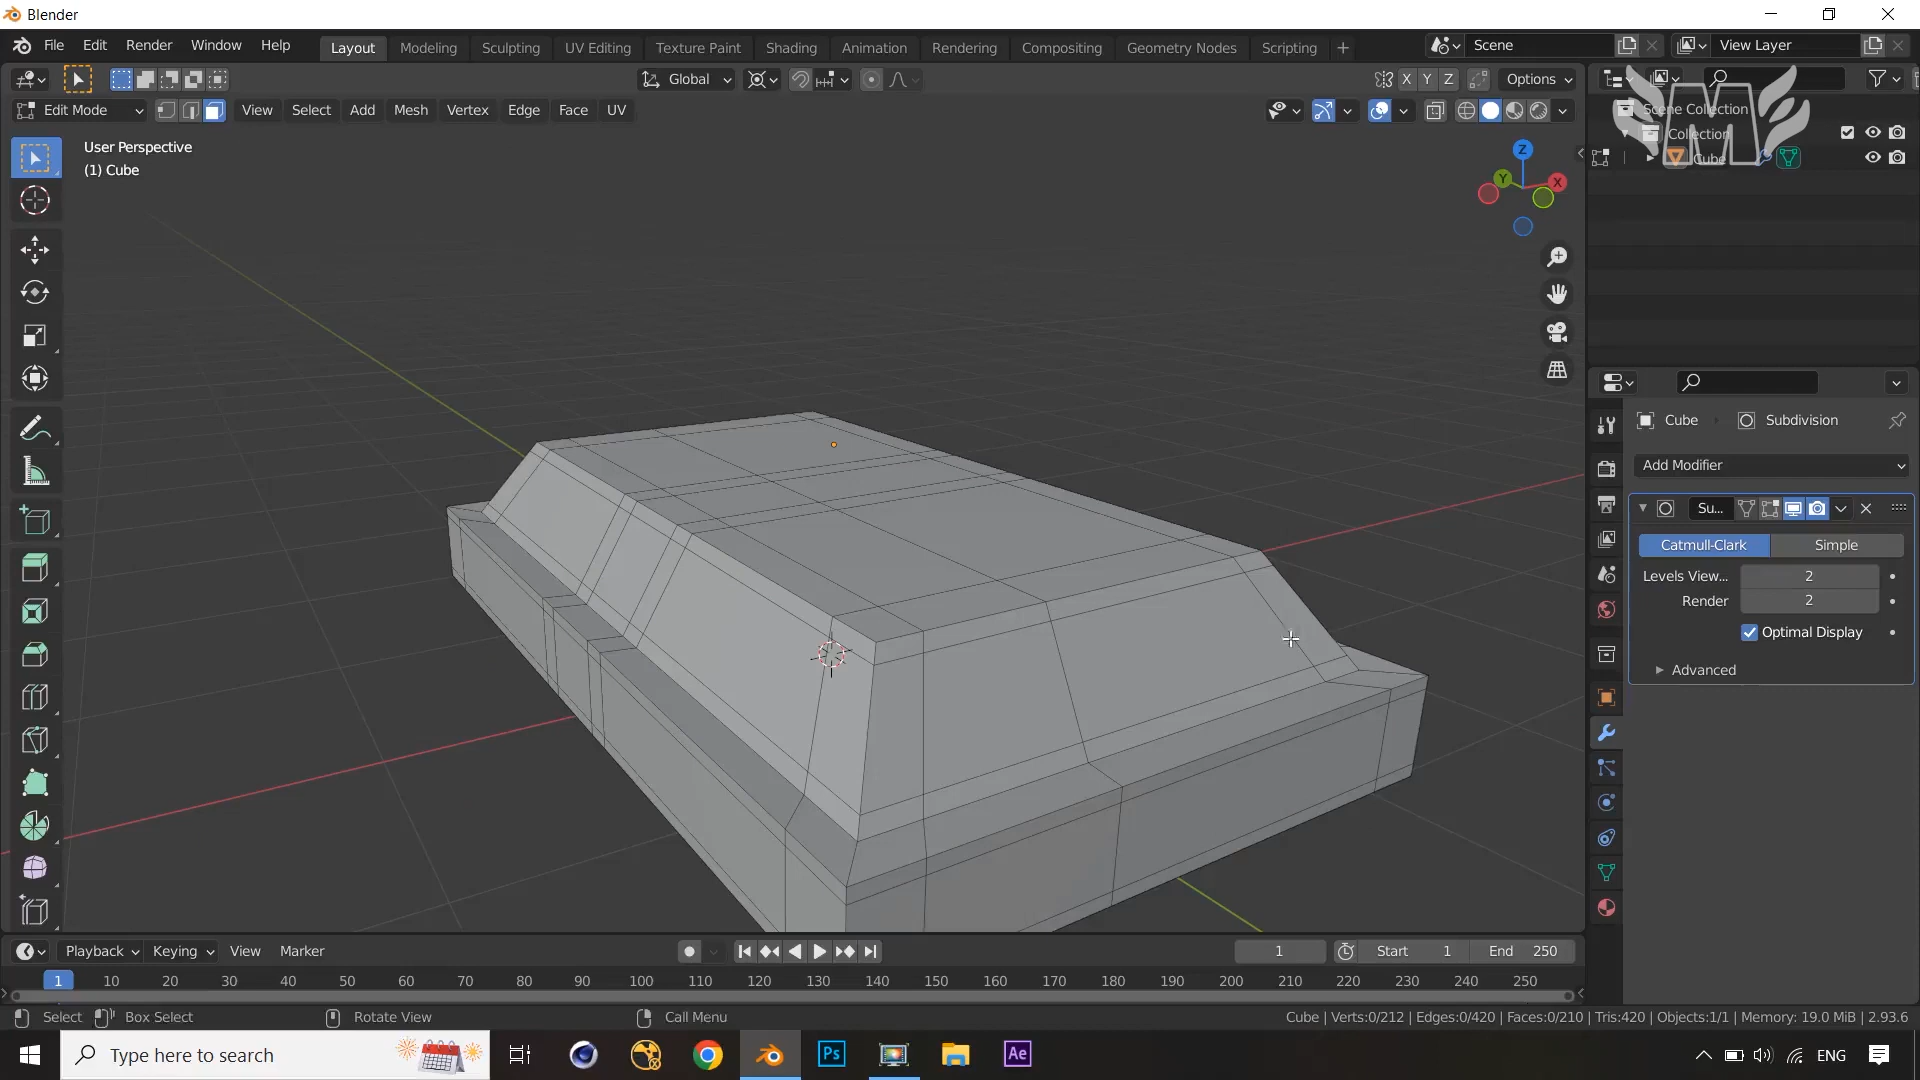 Blender
File Edit Render Window Help Layout Modeling Sculpting UV Editing Texture Paint Shading Animation Rendering Compositing Geometry Nodes Scripting + Scene View Layer
Global X Y Z Options
Edit Mode View Select Add Mesh Vertex Edge Face UV
Scene Collection
Collection
Cube
User Perspective
(1) Cube
Z
Y
X
Cube Subdivision
Add Modifier
Su...
Catmull-Clark Simple
Levels View... 2
Render 2
Optimal Display
Advanced
Playback Keying View Marker 1 Start 1 End 250
1 10 20 30 40 50 60 70 80 90 100 110 120 130 140 150 160 170 180 190 200 210 220 230 240 250
Select Box Select Rotate View Call Menu Cube | Verts:0/212 | Edges:0/420 | Faces:0/210 | Tris:420 | Objects:1/1 | Memory: 19.0 MiB | 2.93.6
Type here to search Ps Ae ENG